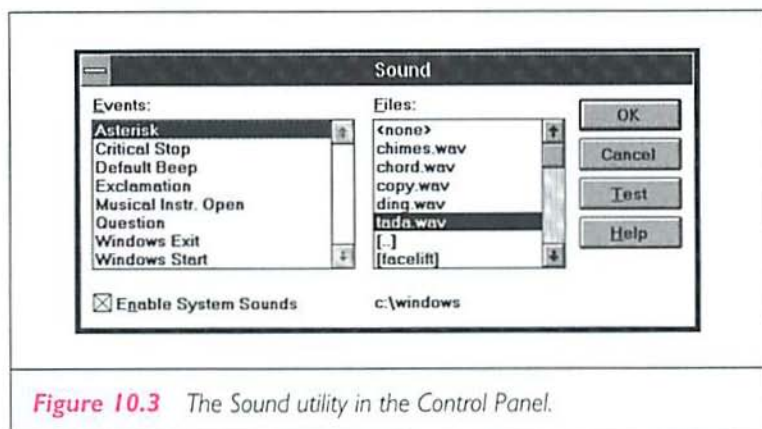 Sound
Events:
Asterisk
Critical Stop
Default Beep
Exclamation
Musical Instr. Open
Question
Windows Exit
Windows Start
Enable System Sounds
Files:
<none>
chimes.wav
chord.wav
copy.wav
ding.wav
tada.wav
[..]
[facelift]
c:\windows
OK
Cancel
Test
Help
Figure 10.3 The Sound utility in the Control Panel.